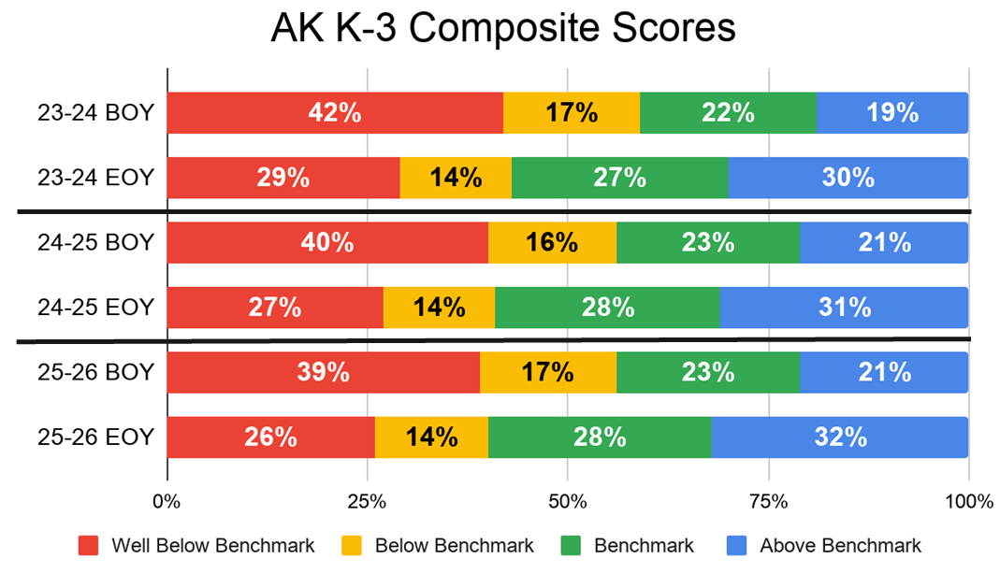 AK K-3 Composite Scores
23-24 BOY 42% 17% 22% 19%
23-24 EOY 29% 14% 27% 30%
24-25 BOY 40% 16% 23% 21%
24-25 EOY 27% 14% 28% 31%
25-26 BOY 39% 17% 23% 21%
25-26 EOY 26% 14% 28% 32%
0% 25% 50% 75% 100%
Well Below Benchmark Below Benchmark Benchmark Above Benchmark